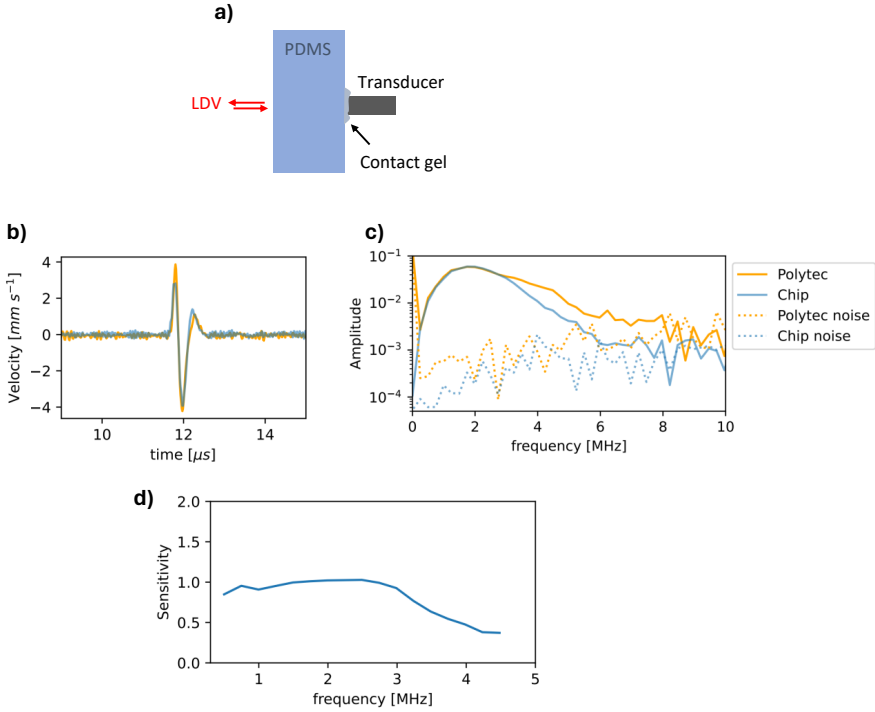 a)
PDMS
Transducer
LDV
Contact gel
b)
4
2
0
−2
−4
Velocity [mm s⁻¹]
10
12
14
time [μs]
c)
10⁻¹
10⁻²
10⁻³
10⁻⁴
Amplitude
0
2
4
6
8
10
frequency [MHz]
Polytec
Chip
Polytec noise
Chip noise
d)
2.0
1.5
1.0
0.5
0.0
Sensitivity
1
2
3
4
5
frequency [MHz]